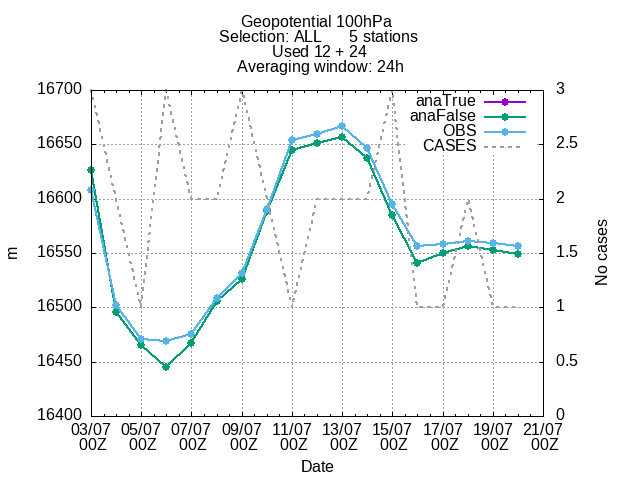 Geopotential 100hPa
Selection: ALL 5 stations
Used 12 + 24
Averaging window: 24h
anaTrue
anaFalse
OBS
CASES
16700
16650
16600
16550
16500
16450
16400
m
3
2.5
2
1.5
1
0.5
0
No cases
03/07 05/07 07/07 09/07 11/07 13/07 15/07 17/07 19/07 21/07
00Z 00Z 00Z 00Z 00Z 00Z 00Z 00Z 00Z 00Z
Date